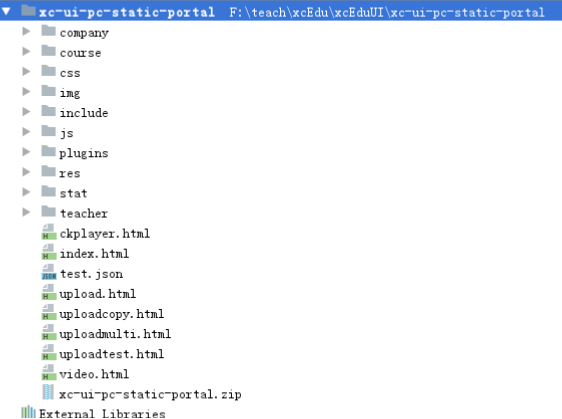 xc-ui-pc-static-portal F:\teach\xcEdu\xcEduUI\xc-ui-pc-static-portal
company
course
css
img
include
js
plugins
res
stat
teacher
ckplayer.html
index.html
test.json
upload.html
uploadcopy.html
uploadmulti.html
uploadtest.html
video.html
xc-ui-pc-static-portal.zip
External Libraries